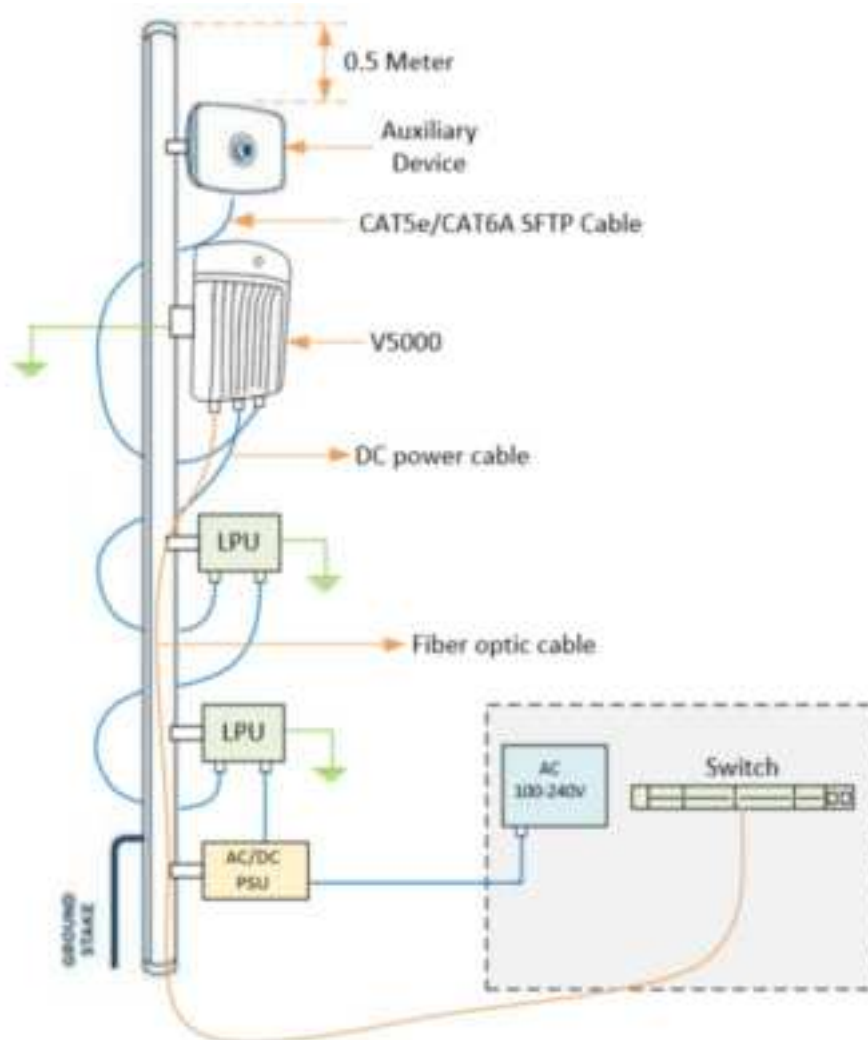 0.5 Meter
Auxiliary
Device
CAT5e/CAT6A SFTP Cable
V5000
DC power cable
LPU
Fiber optic cable
LPU
AC
100-240V
Switch
AC/DC
PSU
GROUND
STAKE